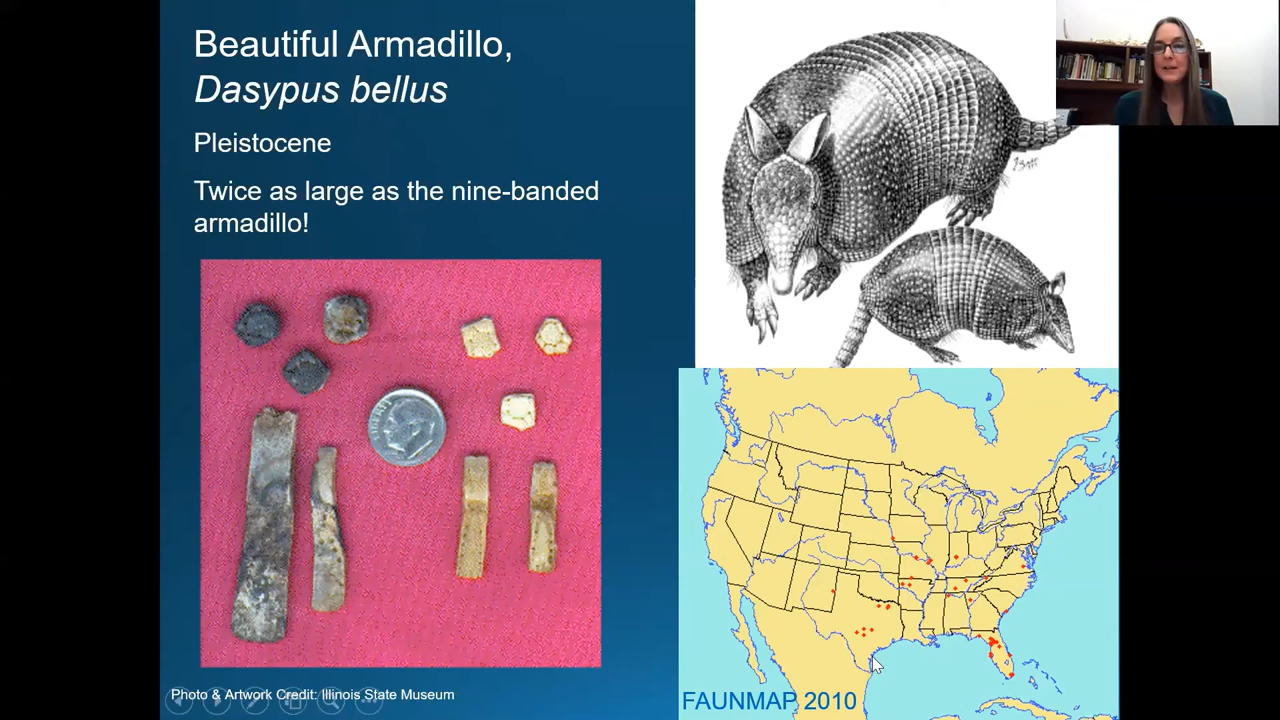 Beautiful Armadillo,
Dasypus bellus
Pleistocene
Twice as large as the nine-banded
armadillo!
Photo & Artwork Credit: Illinois State Museum
FAUNMAP 2010